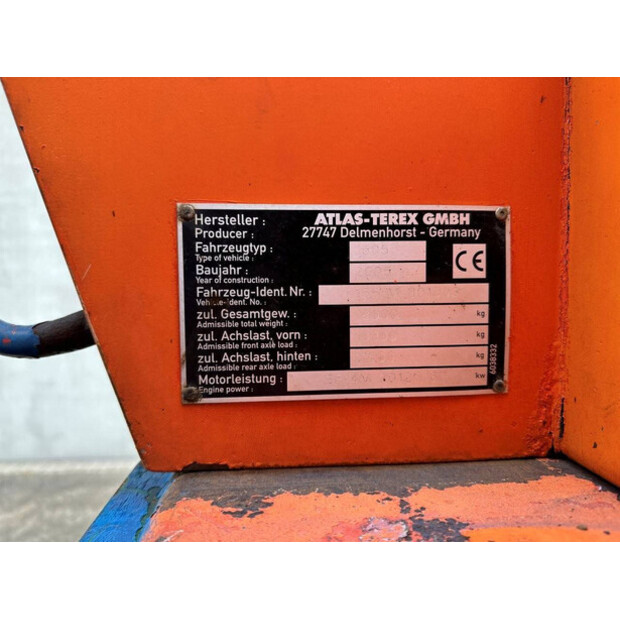 Hersteller : ATLAS-TEREX GMBH
Producer : 27747 Delmenhorst - Germany
Fahrzeugtyp :
Type of vehicle :
Baujahr :
Year of construction :
CE
Fahrzeug-Ident. Nr. :
Vehicle-ident. No. :
zul. Gesamtgew. : kg
Admissible total weight :
zul. Achslast, vorn : kg
Admissible front axle load :
zul. Achslast, hinten : kg
Admissible rear axle load :
Motorleistung : kw
Engine power :
6038332